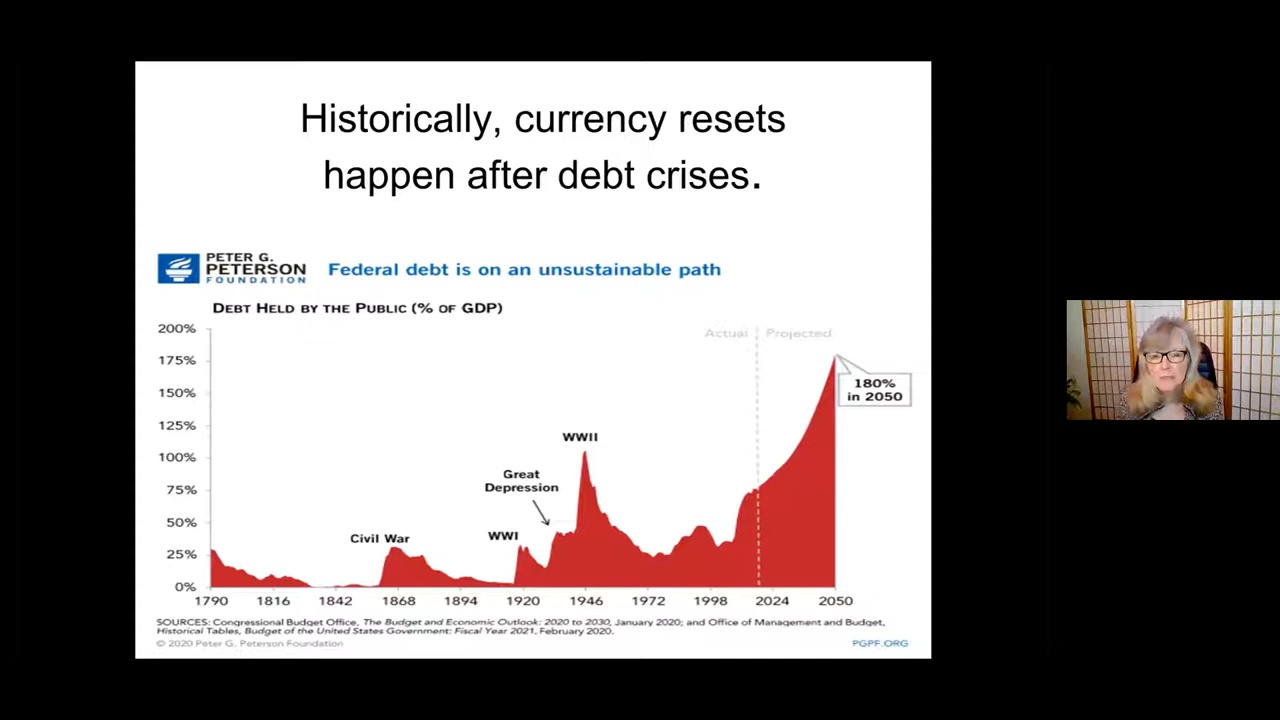 Historically, currency resets
happen after debt crises.
PETER G.
PETERSON
FOUNDATION
Federal debt is on an unsustainable path
DEBT HELD BY THE PUBLIC (% OF GDP)
200%
175%
150%
125%
100%
75%
50%
25%
0%
Actual
Projected
180%
in 2050
WWII
Great
Depression
WWI
Civil War
1790 1816 1842 1868 1894 1920 1946 1972 1998 2024 2050
SOURCES: Congressional Budget Office, The Budget and Economic Outlook: 2020 to 2030, January 2020; and Office of Management and Budget,
Historical Tables, Budget of the United States Government: Fiscal Year 2021, February 2020.
© 2020 Peter G. Peterson Foundation
PGPF.ORG